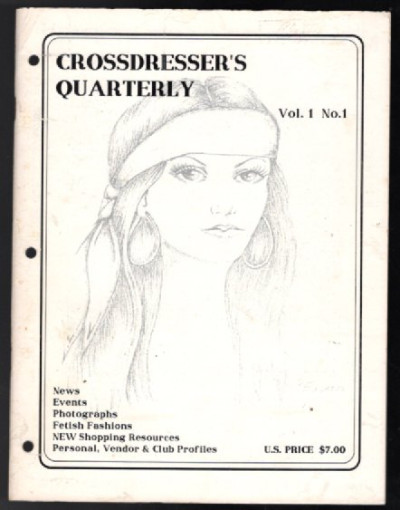 CROSSDRESSER'S
QUARTERLY
Vol. 1 No.1
News
Events
Photographs
Fetish Fashions
NEW Shopping Resources
Personal, Vendor & Club Profiles
U.S. PRICE $7.00